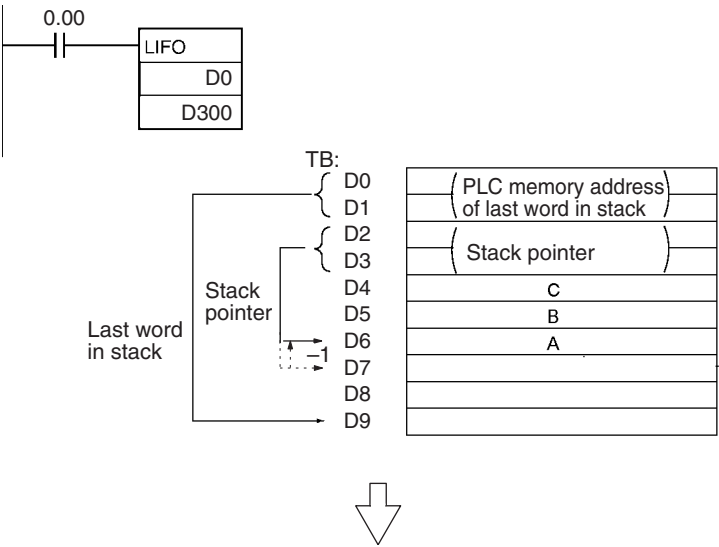 0.00
LIFO
D0
D300
TB:
D0
D1
PLC memory address
of last word in stack
D2
D3
Stack pointer
D4
C
D5
B
D6
A
D7
D8
D9
Stack
pointer
−1
Last word
in stack